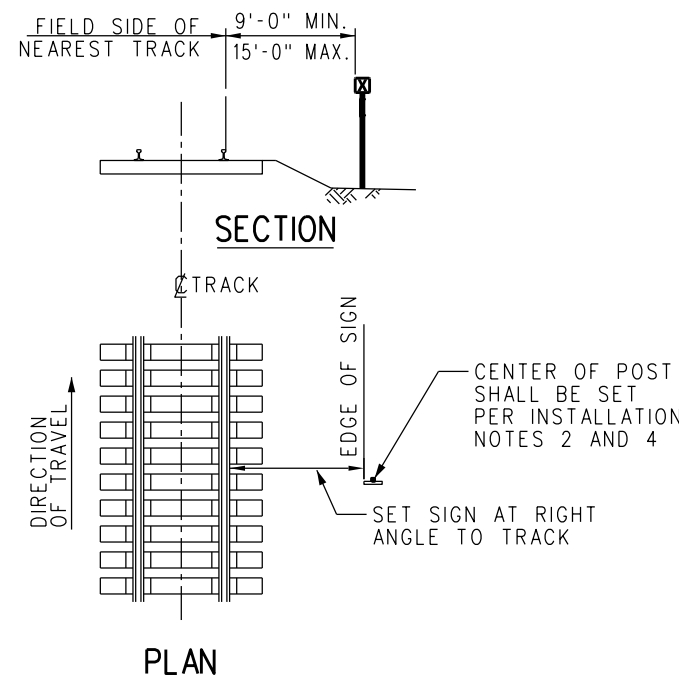 FIELD SIDE OF
NEAREST TRACK
9'-0" MIN.
15'-0" MAX.
X
SECTION
℄ TRACK
EDGE OF SIGN
CENTER OF POST
SHALL BE SET
PER INSTALLATION
NOTES 2 AND 4
DIRECTION
OF TRAVEL
SET SIGN AT RIGHT
ANGLE TO TRACK
PLAN